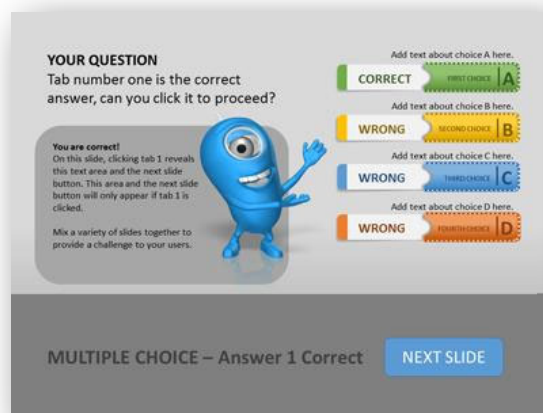 YOUR QUESTION
Tab number one is the correct
answer, can you click it to proceed?
You are correct!
On this slide, clicking tab 1 reveals
this text area and the next slide
button. This area and the next slide
button will only appear if tab 1 is
clicked.
Mix a variety of slides together to
provide a challenge to your users.
Add text about choice A here.
CORRECT FIRST CHOICE A
Add text about choice B here.
WRONG SECOND CHOICE B
Add text about choice C here.
WRONG THIRD CHOICE C
Add text about choice D here.
WRONG FOURTH CHOICE D
MULTIPLE CHOICE – Answer 1 Correct
NEXT SLIDE